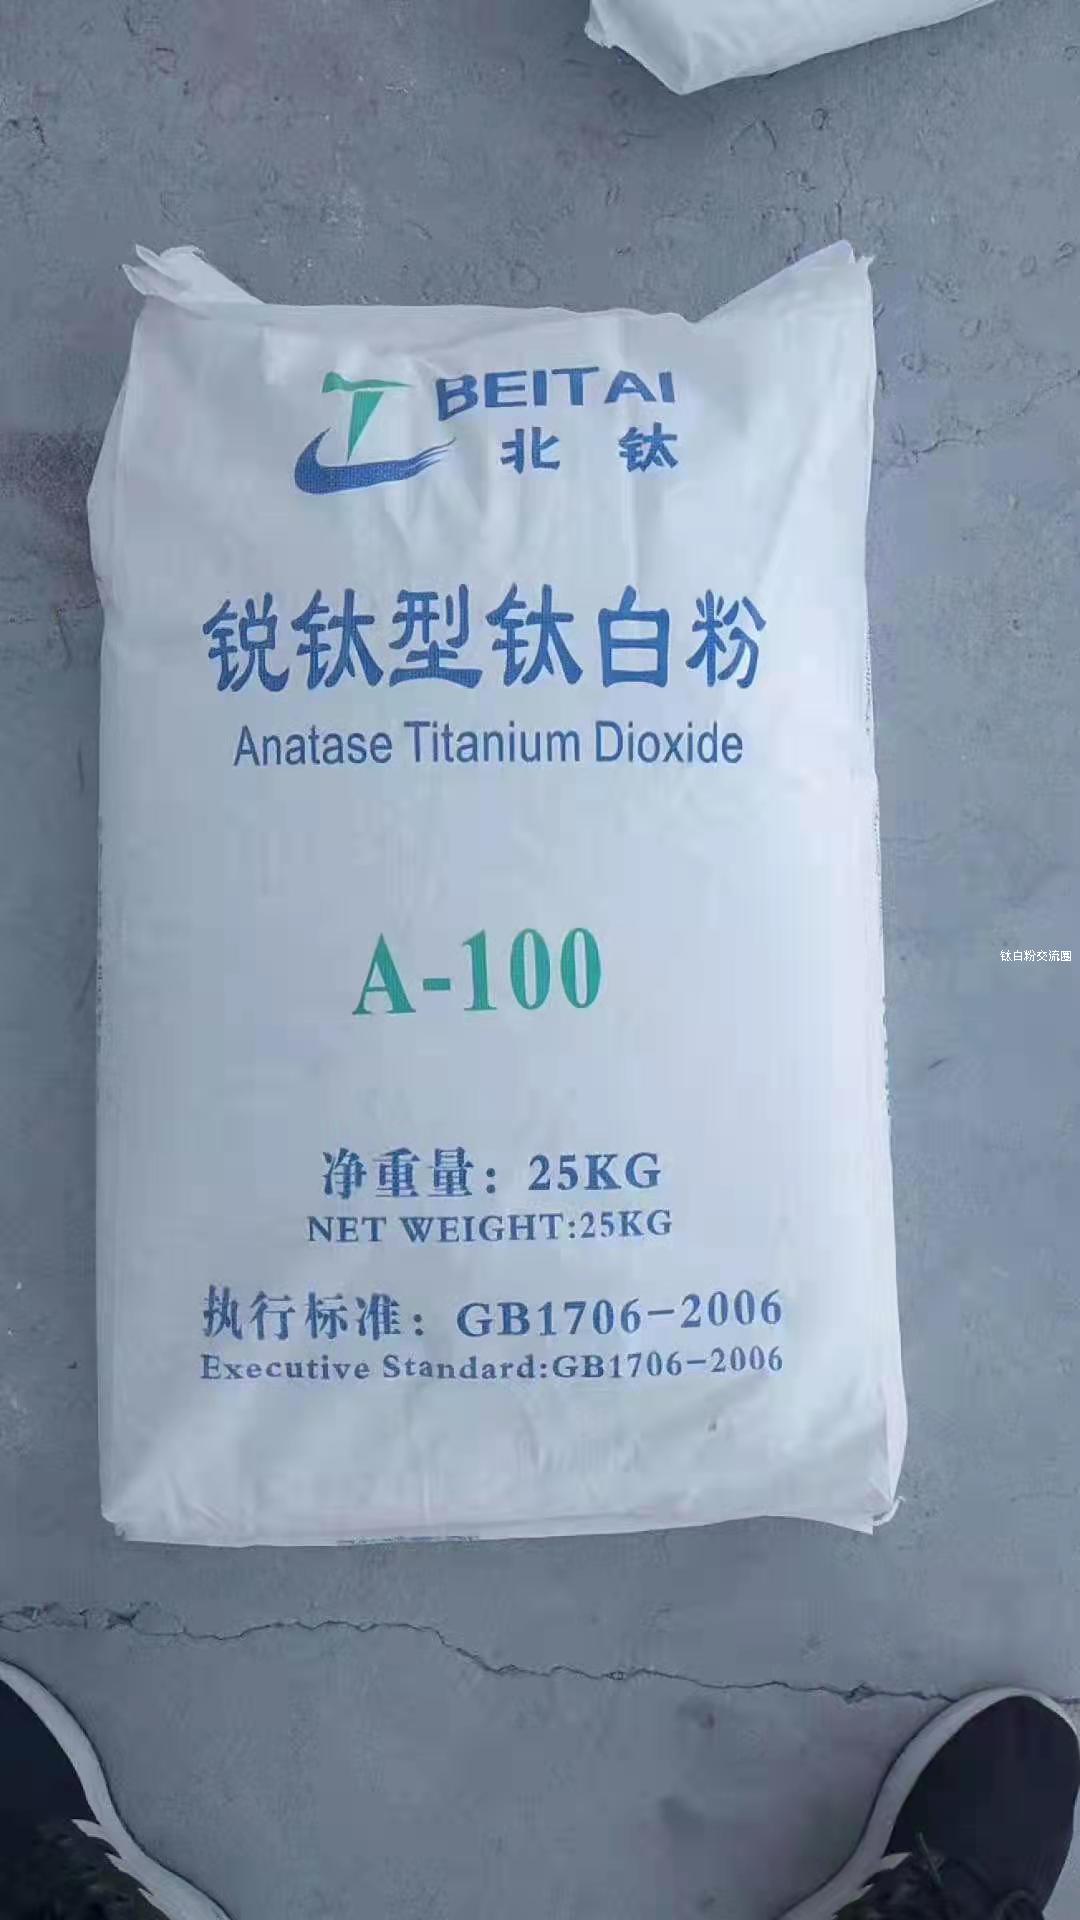 BEITAI
北 钛
锐钛型钛白粉
Anatase Titanium Dioxide
A-100
钛白粉交流圈
净重量：25KG
NET WEIGHT:25KG
执行标准：GB1706-2006
Executive Standard:GB1706-2006